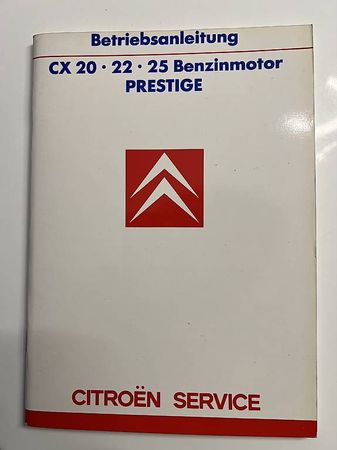 Betriebsanleitung
CX 20 · 22 · 25 Benzinmotor
PRESTIGE
CITROËN SERVICE